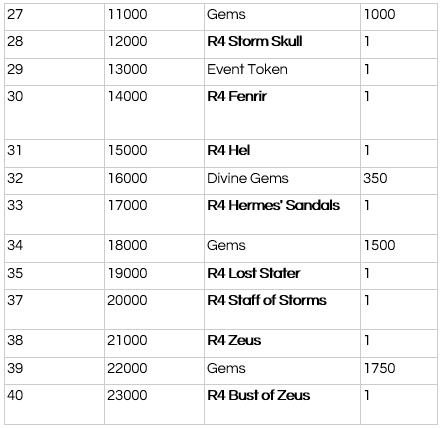 27 11000 Gems 1000
28 12000 R4 Storm Skull 1
29 13000 Event Token 1
30 14000 R4 Fenrir 1
31 15000 R4 Hel 1
32 16000 Divine Gems 350
33 17000 R4 Hermes' Sandals 1
34 18000 Gems 1500
35 19000 R4 Lost Stater 1
37 20000 R4 Staff of Storms 1
38 21000 R4 Zeus 1
39 22000 Gems 1750
40 23000 R4 Bust of Zeus 1